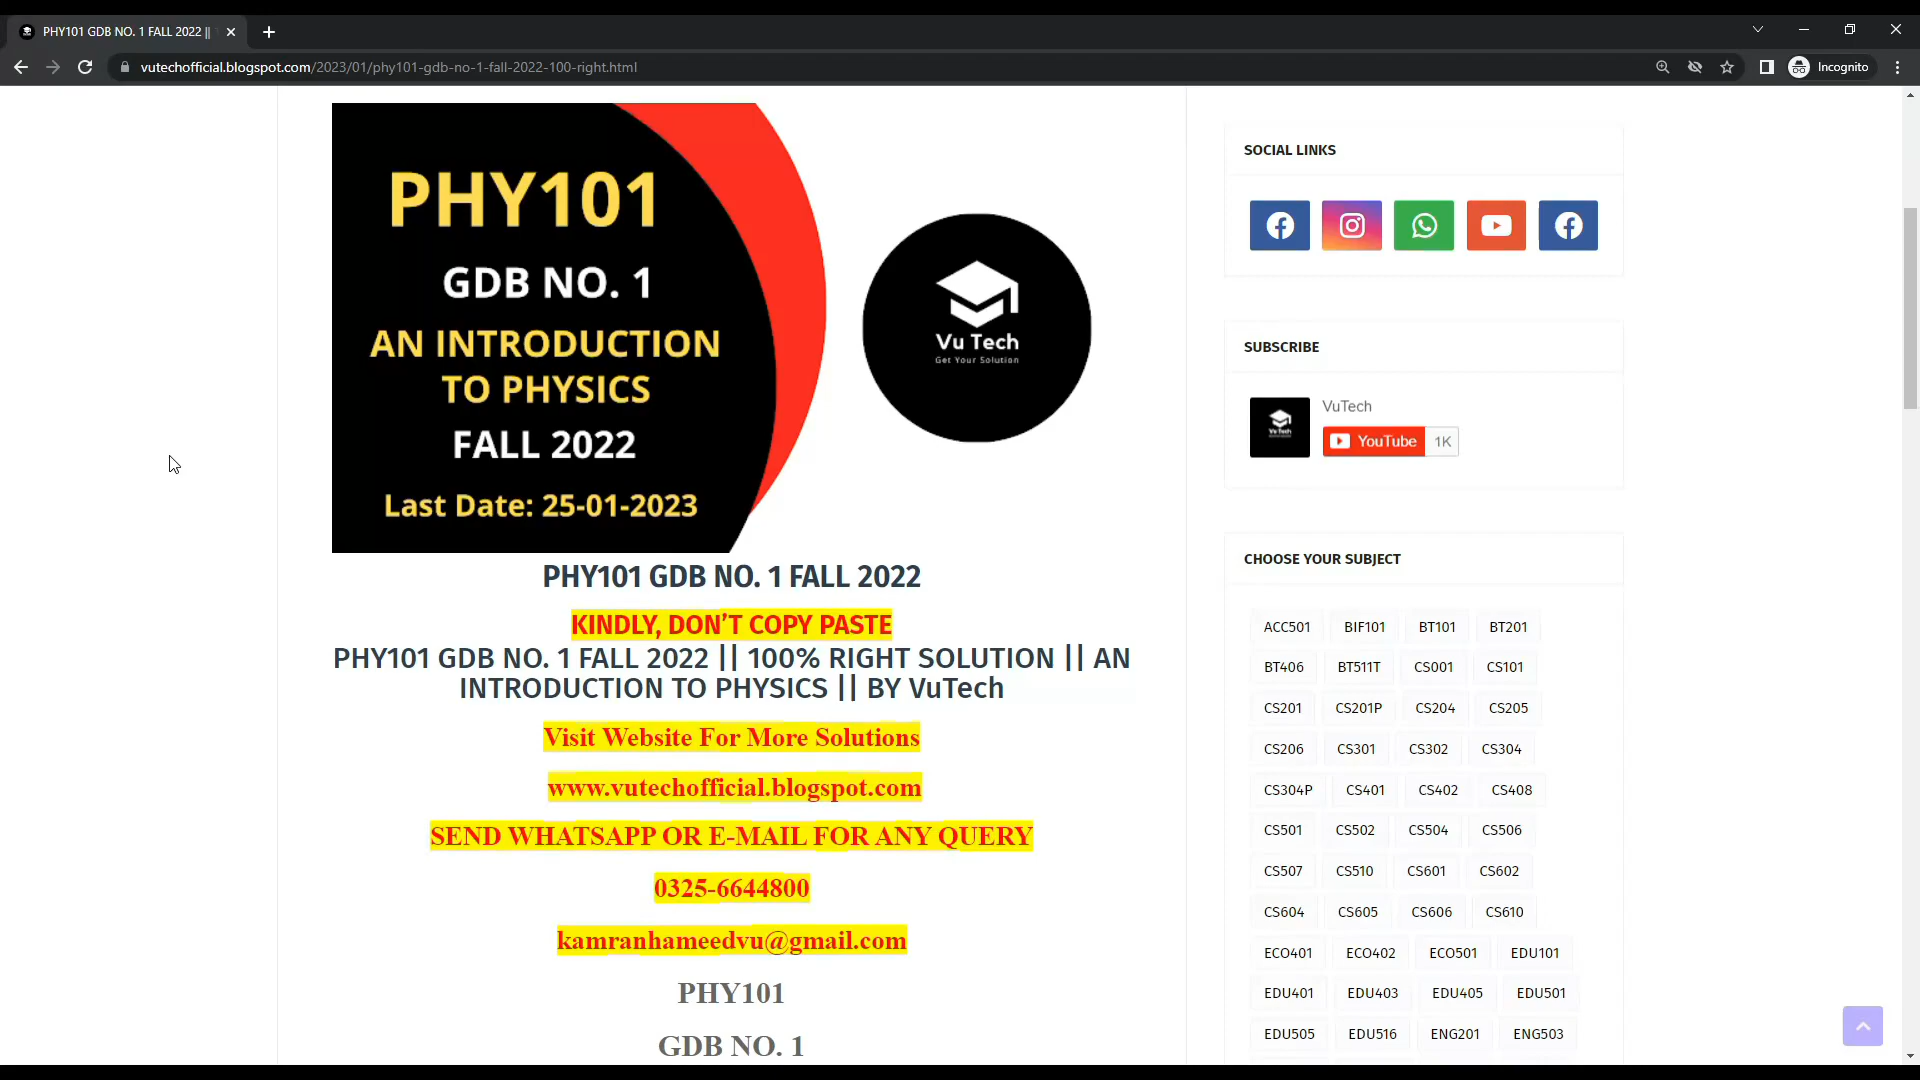 PHY101 GDB NO. 1 FALL 2022 ||
vutechofficial.blogspot.com/2023/01/phy101-gdb-no-1-fall-2022-100-right.html
Incognito
PHY101
GDB NO. 1
AN INTRODUCTION
TO PHYSICS
FALL 2022
Last Date: 25-01-2023
Vu Tech
Get Your Solution
PHY101 GDB NO. 1 FALL 2022
KINDLY, DON’T COPY PASTE
PHY101 GDB NO. 1 FALL 2022 || 100% RIGHT SOLUTION || AN
INTRODUCTION TO PHYSICS || BY VuTech
Visit Website For More Solutions
www.vutechofficial.blogspot.com
SEND WHATSAPP OR E-MAIL FOR ANY QUERY
0325-6644800
kamranhameedvu@gmail.com
PHY101
GDB NO. 1
SOCIAL LINKS
SUBSCRIBE
Vu Tech
VuTech
YouTube 1K
CHOOSE YOUR SUBJECT
ACC501 BIF101 BT101 BT201
BT406 BT511T CS001 CS101
CS201 CS201P CS204 CS205
CS206 CS301 CS302 CS304
CS304P CS401 CS402 CS408
CS501 CS502 CS504 CS506
CS507 CS510 CS601 CS602
CS604 CS605 CS606 CS610
ECO401 ECO402 ECO501 EDU101
EDU401 EDU403 EDU405 EDU501
EDU505 EDU516 ENG201 ENG503